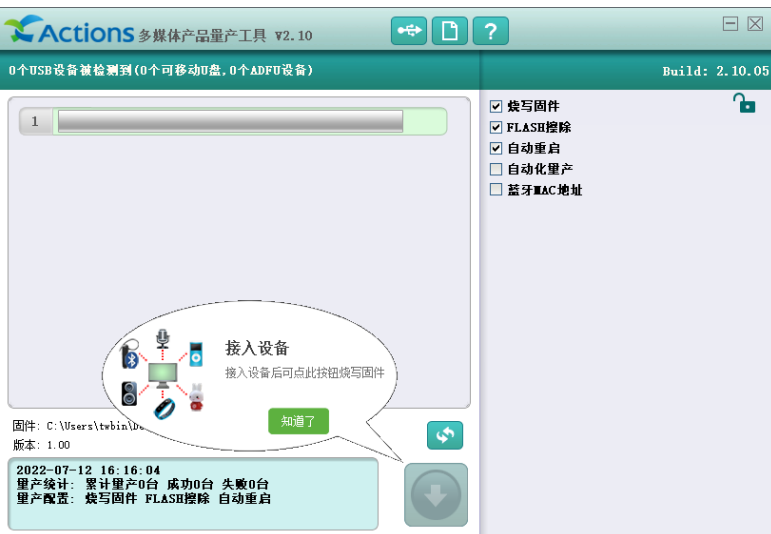 Actions 多媒体产品量产工具 V2.10
?
0个USB设备被检测到(0个可移动U盘,0个ADFU设备)
Build: 2.10.05
1
烧写固件
FLASH擦除
自动重启
自动化量产
蓝牙MAC地址
接入设备
接入设备后可点此按钮烧写固件
知道了
固件: C:\Users\twbin\De
版本: 1.00
2022-07-12 16:16:04
量产统计: 累计量产0台 成功0台 失败0台
量产配置: 烧写固件 FLASH擦除 自动重启